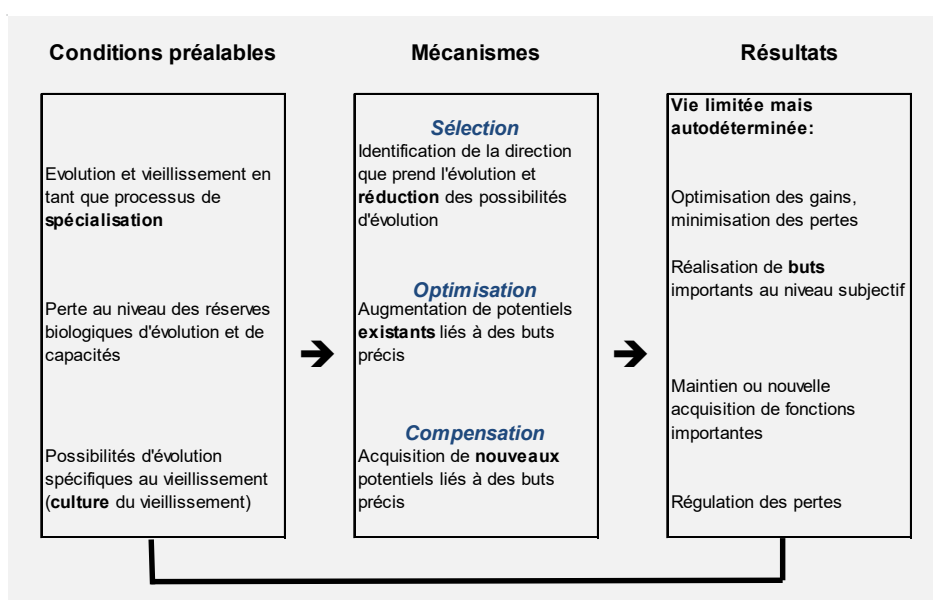 Conditions préalables
Mécanismes
Résultats
Evolution et vieillissement en
tant que processus de
spécialisation
Perte au niveau des réserves
biologiques d'évolution et de
capacités
Possibilités d'évolution
spécifiques au vieillissement
(culture du vieillissement)
Sélection
Identification de la direction
que prend l'évolution et
réduction des possibilités
d'évolution
Optimisation
Augmentation de potentiels
existants liés à des buts
précis
Compensation
Acquisition de nouveaux
potentiels liés à des buts
précis
Vie limitée mais
autodéterminée:
Optimisation des gains,
minimisation des pertes
Réalisation de buts
importants au niveau subjectif
Maintien ou nouvelle
acquisition de fonctions
importantes
Régulation des pertes